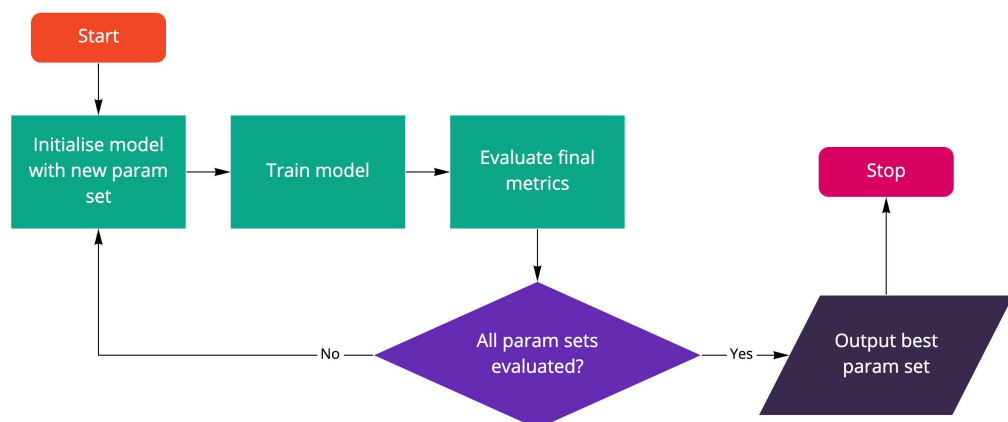 Start
Initialise model
with new param
set
Train model
Evaluate final
metrics
Stop
All param sets
evaluated?
No
Yes
Output best
param set